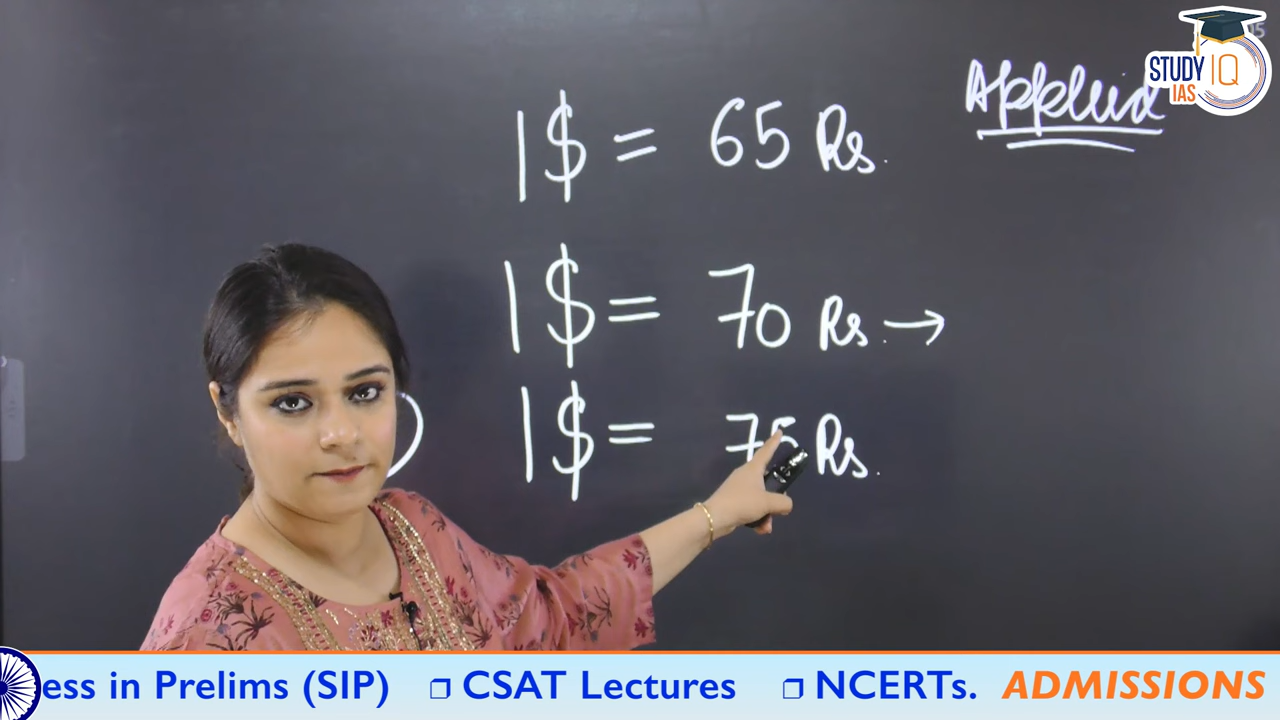 STUDY IQ
IAS
Applied
1$ = 65 Rs.
1$ = 70 Rs. →
1$ = 75 Rs.
ess in Prelims (SIP) ❐ CSAT Lectures ❐ NCERTs. ADMISSIONS